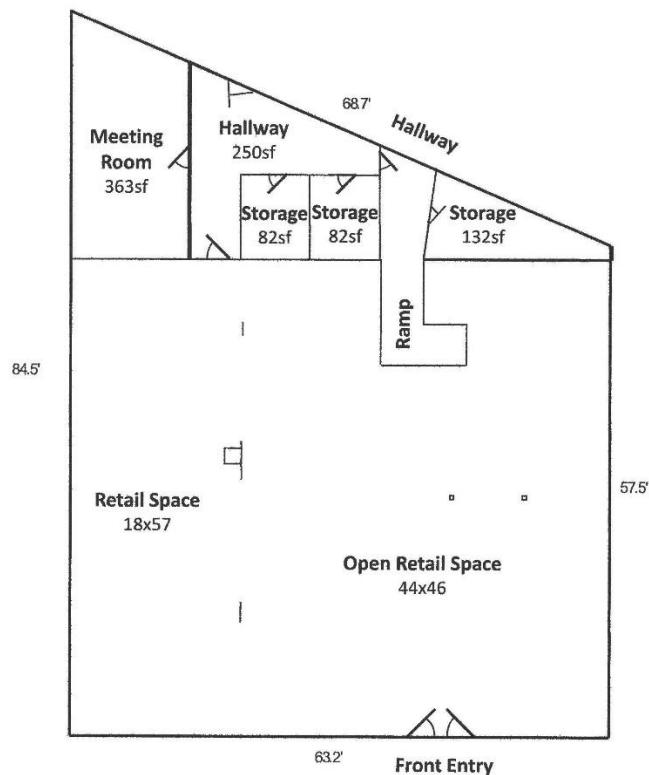 68.7'
Hallway
Meeting
Room
363sf
Hallway
250sf
Storage
82sf
Storage
82sf
Storage
132sf
Ramp
84.5'
57.5'
Retail Space
18x57
Open Retail Space
44x46
63.2'
Front Entry